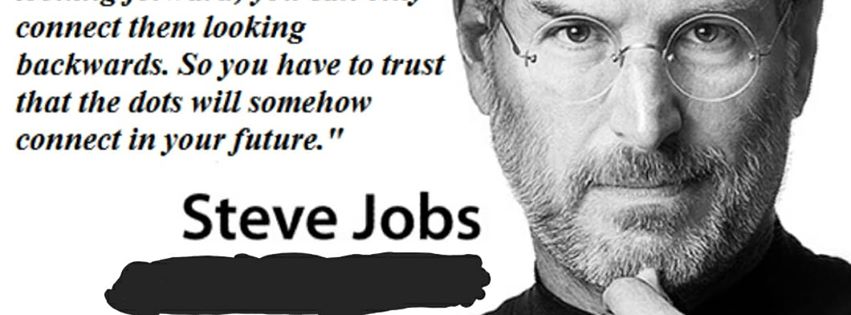 connect them looking
backwards. So you have to trust
that the dots will somehow
connect in your future."
Steve Jobs